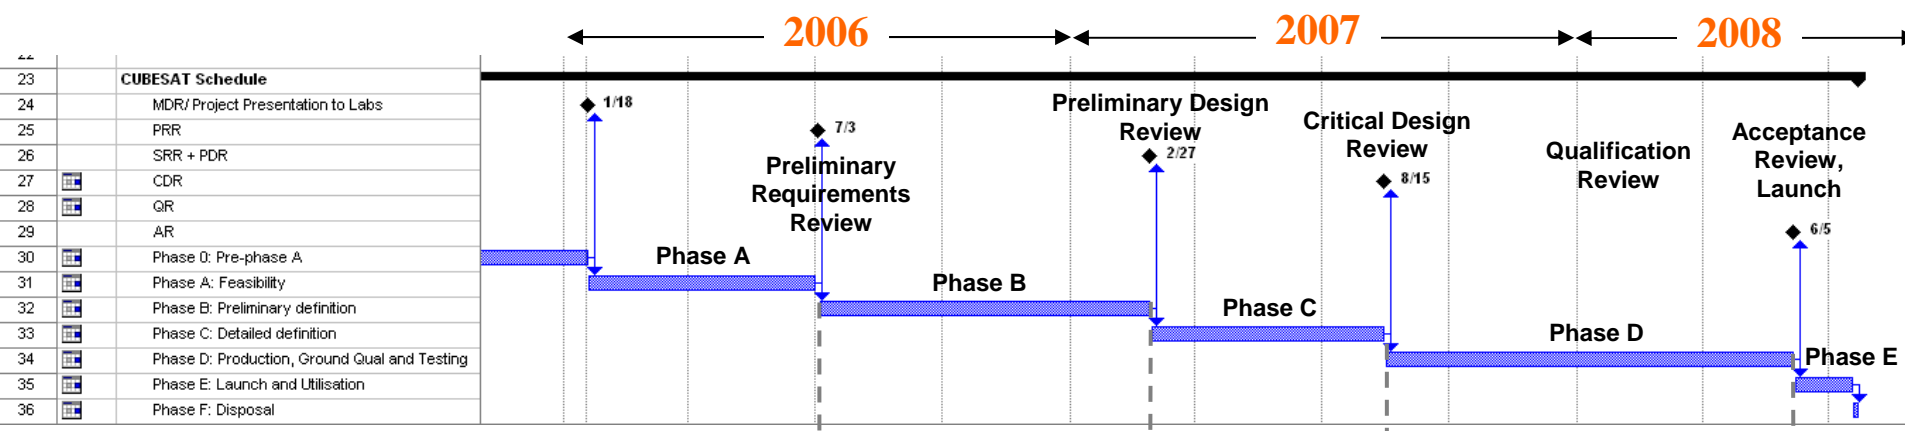 2006 2007 2008
23 CUBESAT Schedule
24 MDR/ Project Presentation to Labs 1/18
25 PRR 7/3
26 SRR + PDR 2/27
27 CDR 8/15
28 QR
29 AR 6/5
30 Phase 0: Pre-phase A
31 Phase A: Feasibility
32 Phase B: Preliminary definition
33 Phase C: Detailed definition
34 Phase D: Production, Ground Qual and Testing
35 Phase E: Launch and Utilisation
36 Phase F: Disposal
Preliminary
Requirements
Review
Preliminary Design
Review
Critical Design
Review
Qualification
Review
Acceptance
Review,
Launch
Phase A
Phase B
Phase C
Phase D
Phase E